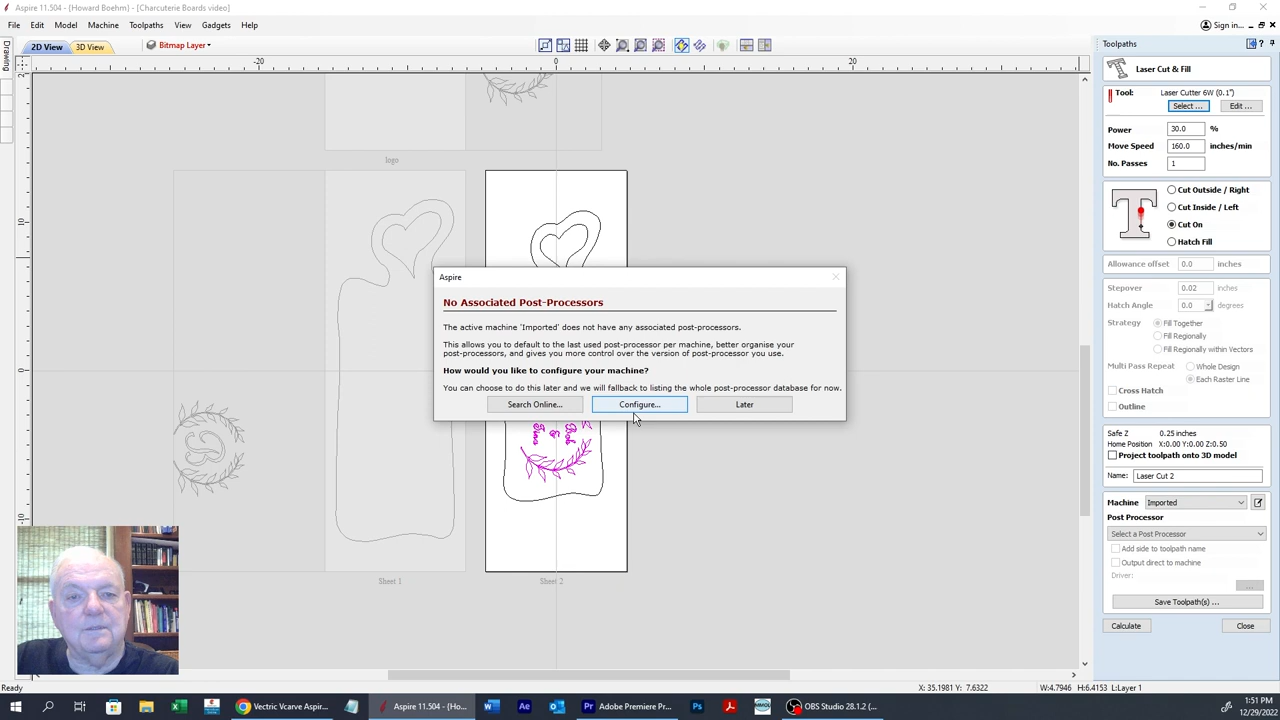 Aspire 11.504 - (Howard Boehm) - [Charcuterie Boards video]
File Edit Model Machine Toolpaths View Gadgets Help
Sign in...
Drawing
2D View 3D View Bitmap Layer
Toolpaths
-20 0 20
10
0
-10
logo
Sheet 1
Sheet 2
Aspire
No Associated Post-Processors
The active machine 'Imported' does not have any associated post-processors.
This allows you to default to the last used post-processor per machine, better organise your
post-processors, and gives you more control over the version of post-processor you use.
How would you like to configure your machine?
You can choose to do this later and we will fallback to listing the whole post-processor database for now.
Search Online... Configure... Later
Bob
&
Laser Cut & Fill
Tool: Laser Cutter 6W (0.1")
Select ... Edit ...
Power 30.0 %
Move Speed 160.0 inches/min
No. Passes 1
Cut Outside / Right
Cut Inside / Left
Cut On
Hatch Fill
Allowance offset 0.0 inches
Stepover 0.02 inches
Hatch Angle 0.0 degrees
Strategy Fill Together
Fill Regionally
Fill Regionally within Vectors
Multi Pass Repeat Whole Design
Each Raster Line
Cross Hatch
Outline
Safe Z 0.25 inches
Home Position X:0.00 Y:0.00 Z:0.50
Project toolpath onto 3D model
Name: Laser Cut 2
Machine Imported
Post Processor
Select a Post Processor
Add side to toolpath name
Output direct to machine
Driver:
...
Save Toolpath(s) ...
Calculate Close
Ready
X: 35.1981 Y: 7.6322
W:4.7946 H:6.4153 L:Layer 1
Vectric Vcarve Aspir...
Aspire 11.504 - (Ho...
Adobe Premiere Pr...
OBS Studio 28.1.2 (...
1:51 PM
12/29/2022